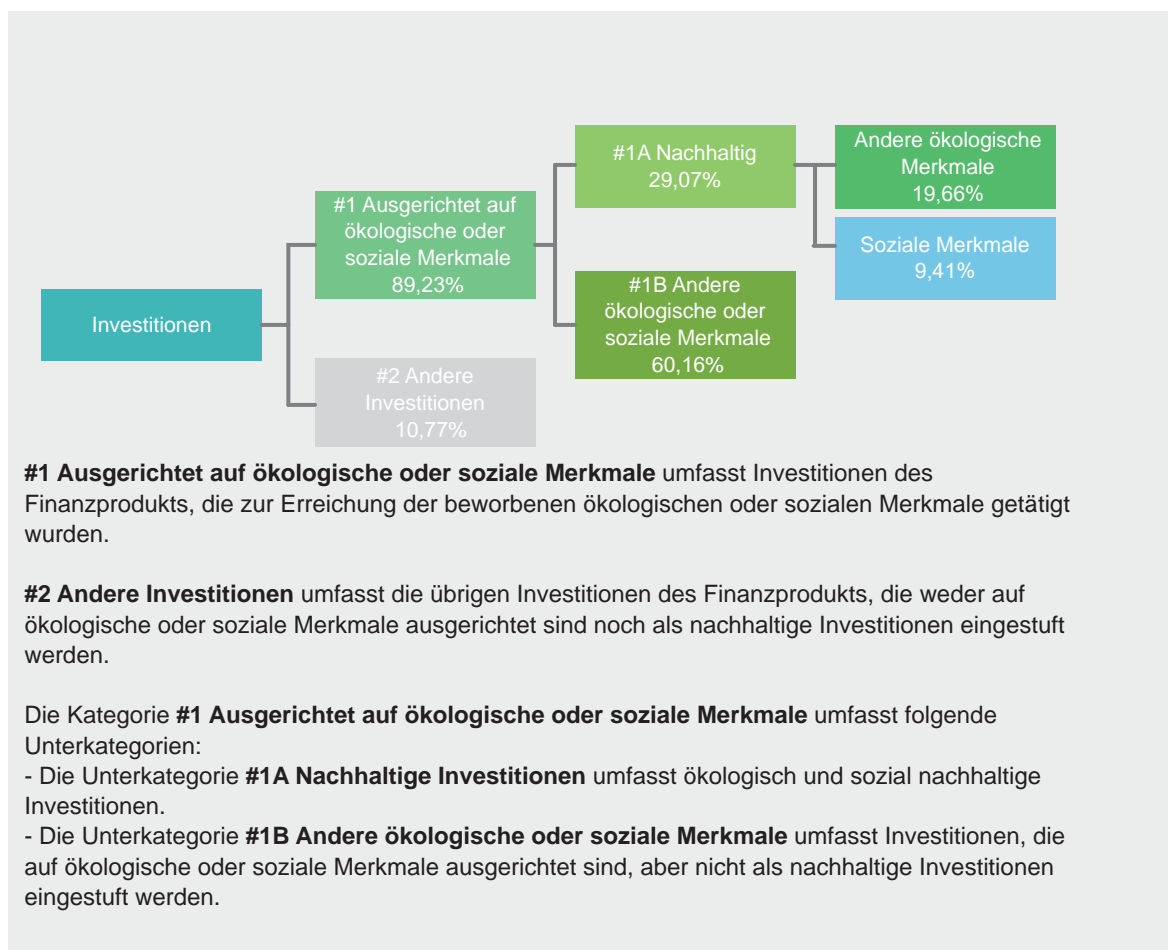 Investitionen
#1 Ausgerichtet auf
ökologische oder
soziale Merkmale
89,23%
#2 Andere
Investitionen
10,77%
#1A Nachhaltig
29,07%
#1B Andere
ökologische oder
soziale Merkmale
60,16%
Andere ökologische
Merkmale
19,66%
Soziale Merkmale
9,41%
#1 Ausgerichtet auf ökologische oder soziale Merkmale umfasst Investitionen des
Finanzprodukts, die zur Erreichung der beworbenen ökologischen oder sozialen Merkmale getätigt
wurden.
#2 Andere Investitionen umfasst die übrigen Investitionen des Finanzprodukts, die weder auf
ökologische oder soziale Merkmale ausgerichtet sind noch als nachhaltige Investitionen eingestuft
werden.
Die Kategorie #1 Ausgerichtet auf ökologische oder soziale Merkmale umfasst folgende
Unterkategorien:
- Die Unterkategorie #1A Nachhaltige Investitionen umfasst ökologisch und sozial nachhaltige
Investitionen.
- Die Unterkategorie #1B Andere ökologische oder soziale Merkmale umfasst Investitionen, die
auf ökologische oder soziale Merkmale ausgerichtet sind, aber nicht als nachhaltige Investitionen
eingestuft werden.